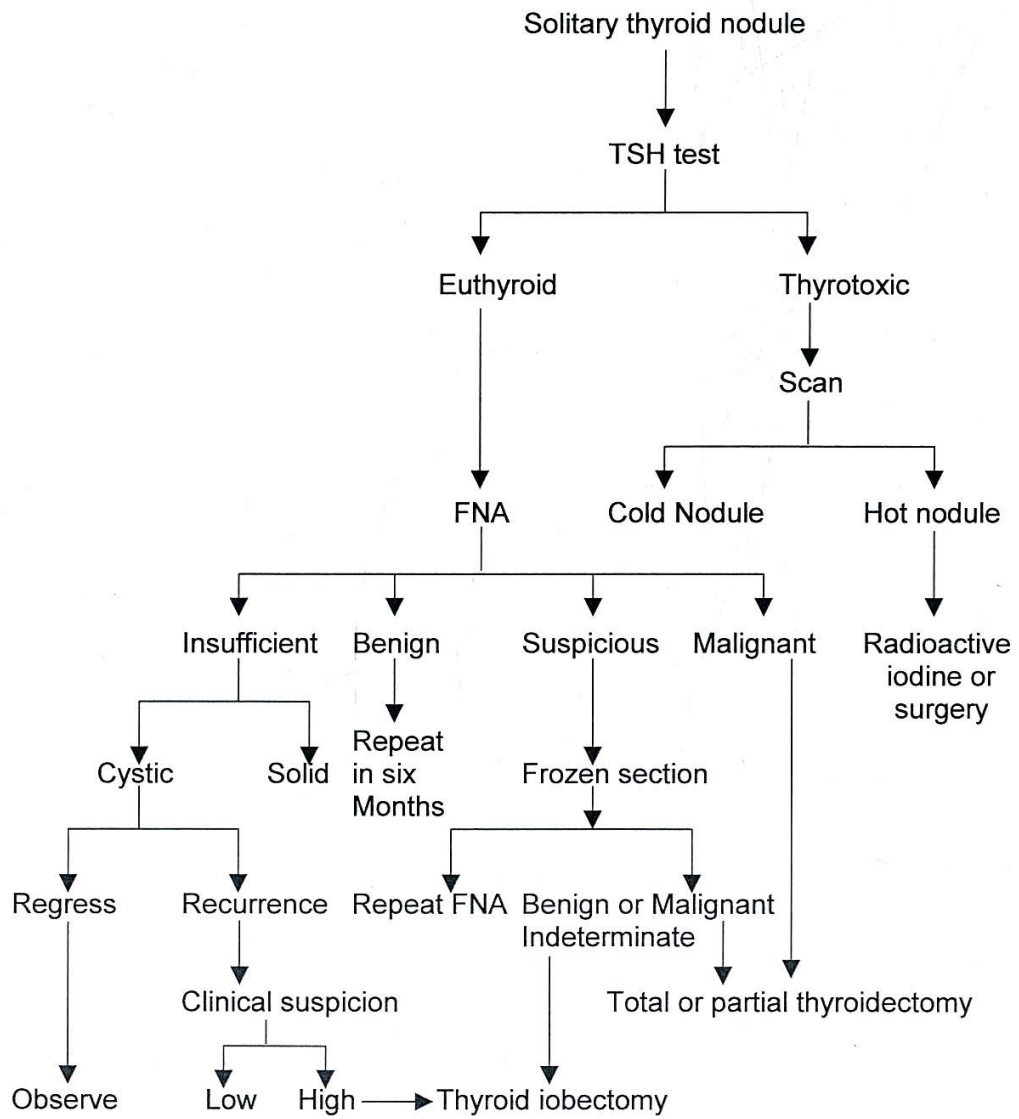 Solitary thyroid nodule
TSH test
Euthyroid
Thyrotoxic
Scan
FNA
Cold Nodule
Hot nodule
Insufficient
Benign
Suspicious
Malignant
Radioactive
iodine or
surgery
Cystic
Solid
Repeat
in six
Months
Frozen section
Regress
Recurrence
Repeat FNA
Benign or Malignant
Indeterminate
Clinical suspicion
Total or partial thyroidectomy
Observe
Low
High
Thyroid iobectomy